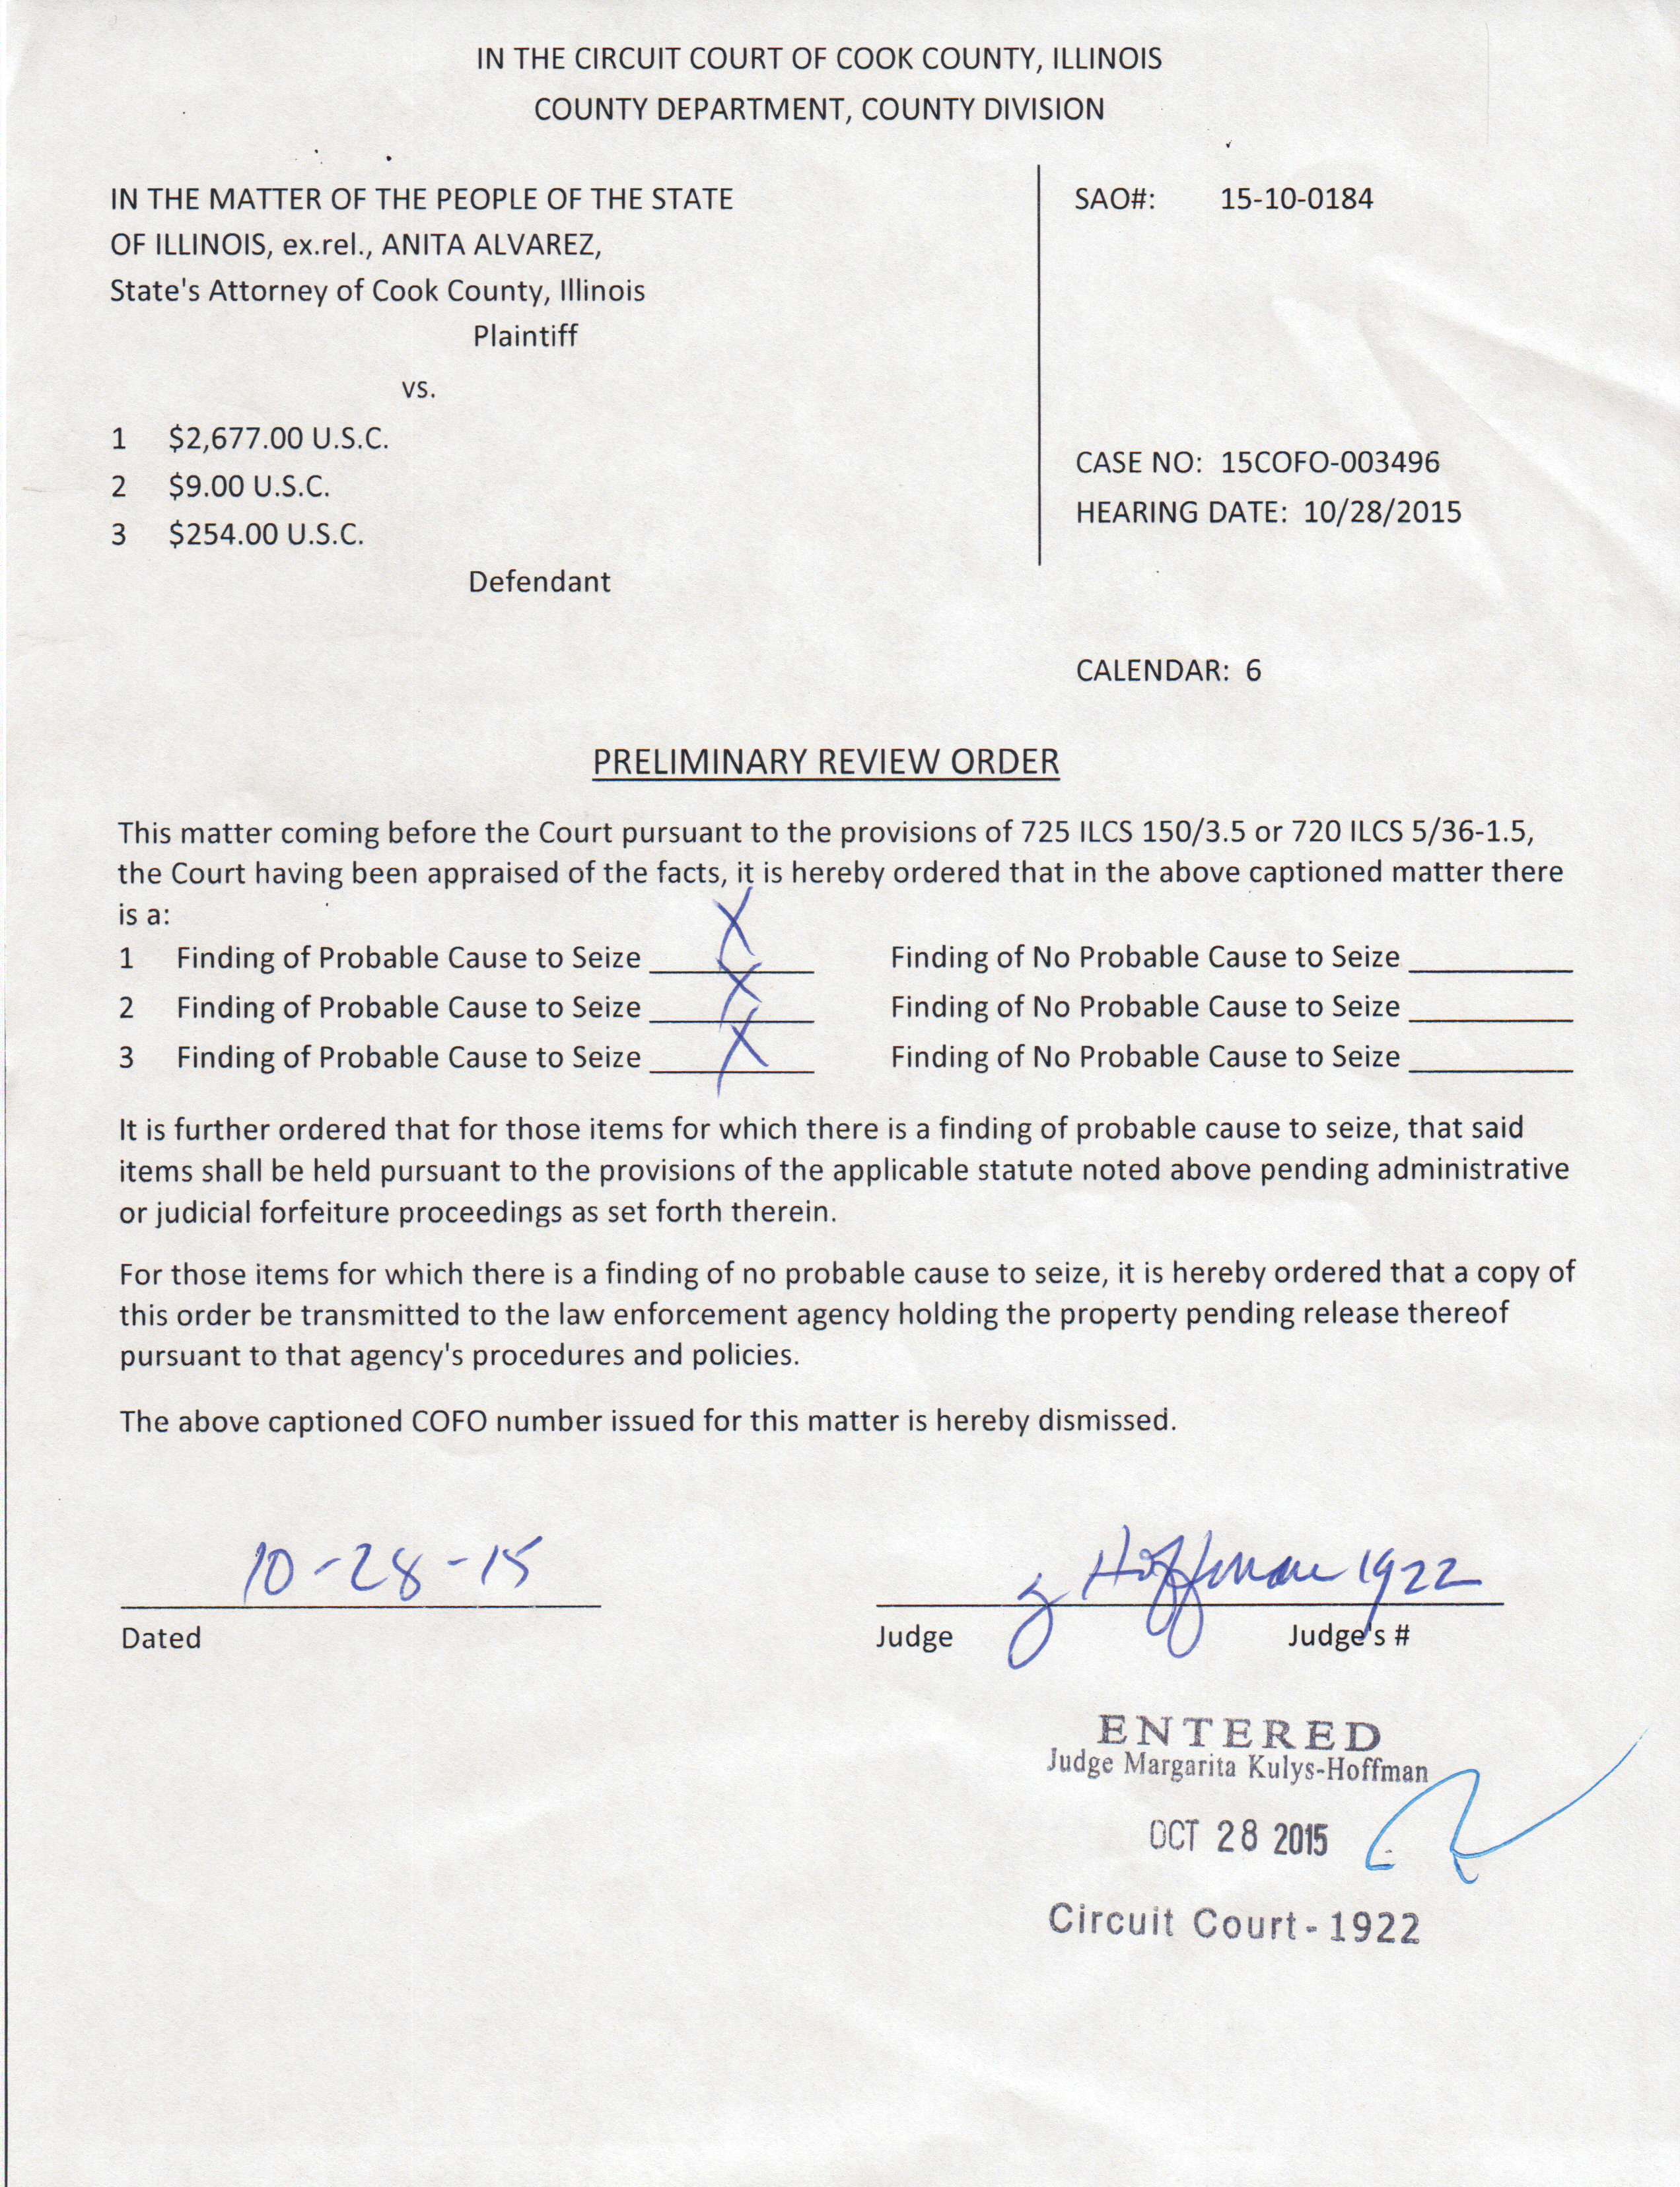 IN THE CIRCUIT COURT OF COOK COUNTY, ILLINOIS
COUNTY DEPARTMENT, COUNTY DIVISION
IN THE MATTER OF THE PEOPLE OF THE STATE
OF ILLINOIS, ex.rel., ANITA ALVAREZ,
State's Attorney of Cook County, Illinois
Plaintiff
vs.
1 $2,677.00 U.S.C.
2 $9.00 U.S.C.
3 $254.00 U.S.C.
Defendant
SAO#: 15-10-0184
CASE NO: 15COFO-003496
HEARING DATE: 10/28/2015
CALENDAR: 6
PRELIMINARY REVIEW ORDER
This matter coming before the Court pursuant to the provisions of 725 ILCS 150/3.5 or 720 ILCS 5/36-1.5,
the Court having been appraised of the facts, it is hereby ordered that in the above captioned matter there
is a:
1 Finding of Probable Cause to Seize X Finding of No Probable Cause to Seize
2 Finding of Probable Cause to Seize X Finding of No Probable Cause to Seize
3 Finding of Probable Cause to Seize X Finding of No Probable Cause to Seize
It is further ordered that for those items for which there is a finding of probable cause to seize, that said
items shall be held pursuant to the provisions of the applicable statute noted above pending administrative
or judicial forfeiture proceedings as set forth therein.
For those items for which there is a finding of no probable cause to seize, it is hereby ordered that a copy of
this order be transmitted to the law enforcement agency holding the property pending release thereof
pursuant to that agency's procedures and policies.
The above captioned COFO number issued for this matter is hereby dismissed.
10-28-15
Dated
Hoffman 1922
Judge Judge's #
ENTERED
Judge Margarita Kulys-Hoffman
OCT 28 2015
Circuit Court - 1922